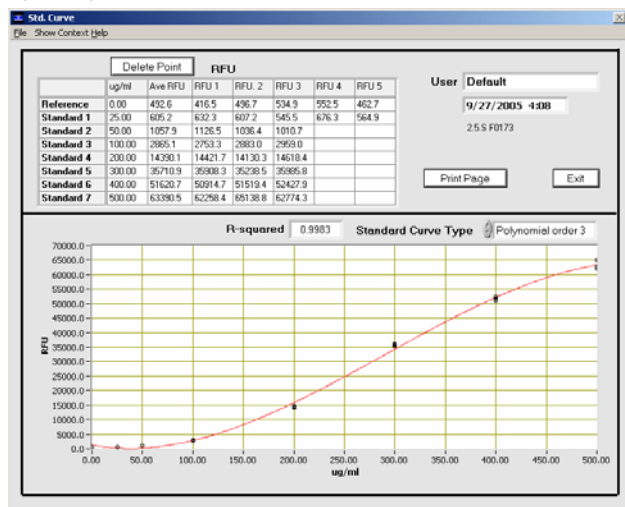 Std. Curve
File Show Context Help
Delete Point RFU
ug/ml Ave RFU RFU 1 RFU. 2 RFU 3 RFU 4 RFU 5
Reference 0.00 492.6 416.5 496.7 534.9 552.5 462.7
Standard 1 25.00 605.2 632.3 607.2 545.5 676.3 564.9
Standard 2 50.00 1057.9 1126.5 1036.4 1010.7
Standard 3 100.00 2865.1 2753.3 2883.0 2959.0
Standard 4 200.00 14390.1 14421.7 14130.3 14618.4
Standard 5 300.00 35710.9 35908.3 35238.5 35985.8
Standard 6 400.00 51620.7 50914.7 51519.4 52427.9
Standard 7 500.00 63390.5 62258.4 65138.8 62774.3
User Default
9/27/2005 4:08
2.5.S F0173
Print Page Exit
R-squared 0.9983 Standard Curve Type Polynomial order 3
70000.0
65000.0
60000.0
55000.0
50000.0
45000.0
40000.0
35000.0
30000.0
25000.0
20000.0
15000.0
10000.0
5000.0
0.0
RFU
0.00 50.00 100.00 150.00 200.00 250.00 300.00 350.00 400.00 450.00 500.00
ug/ml